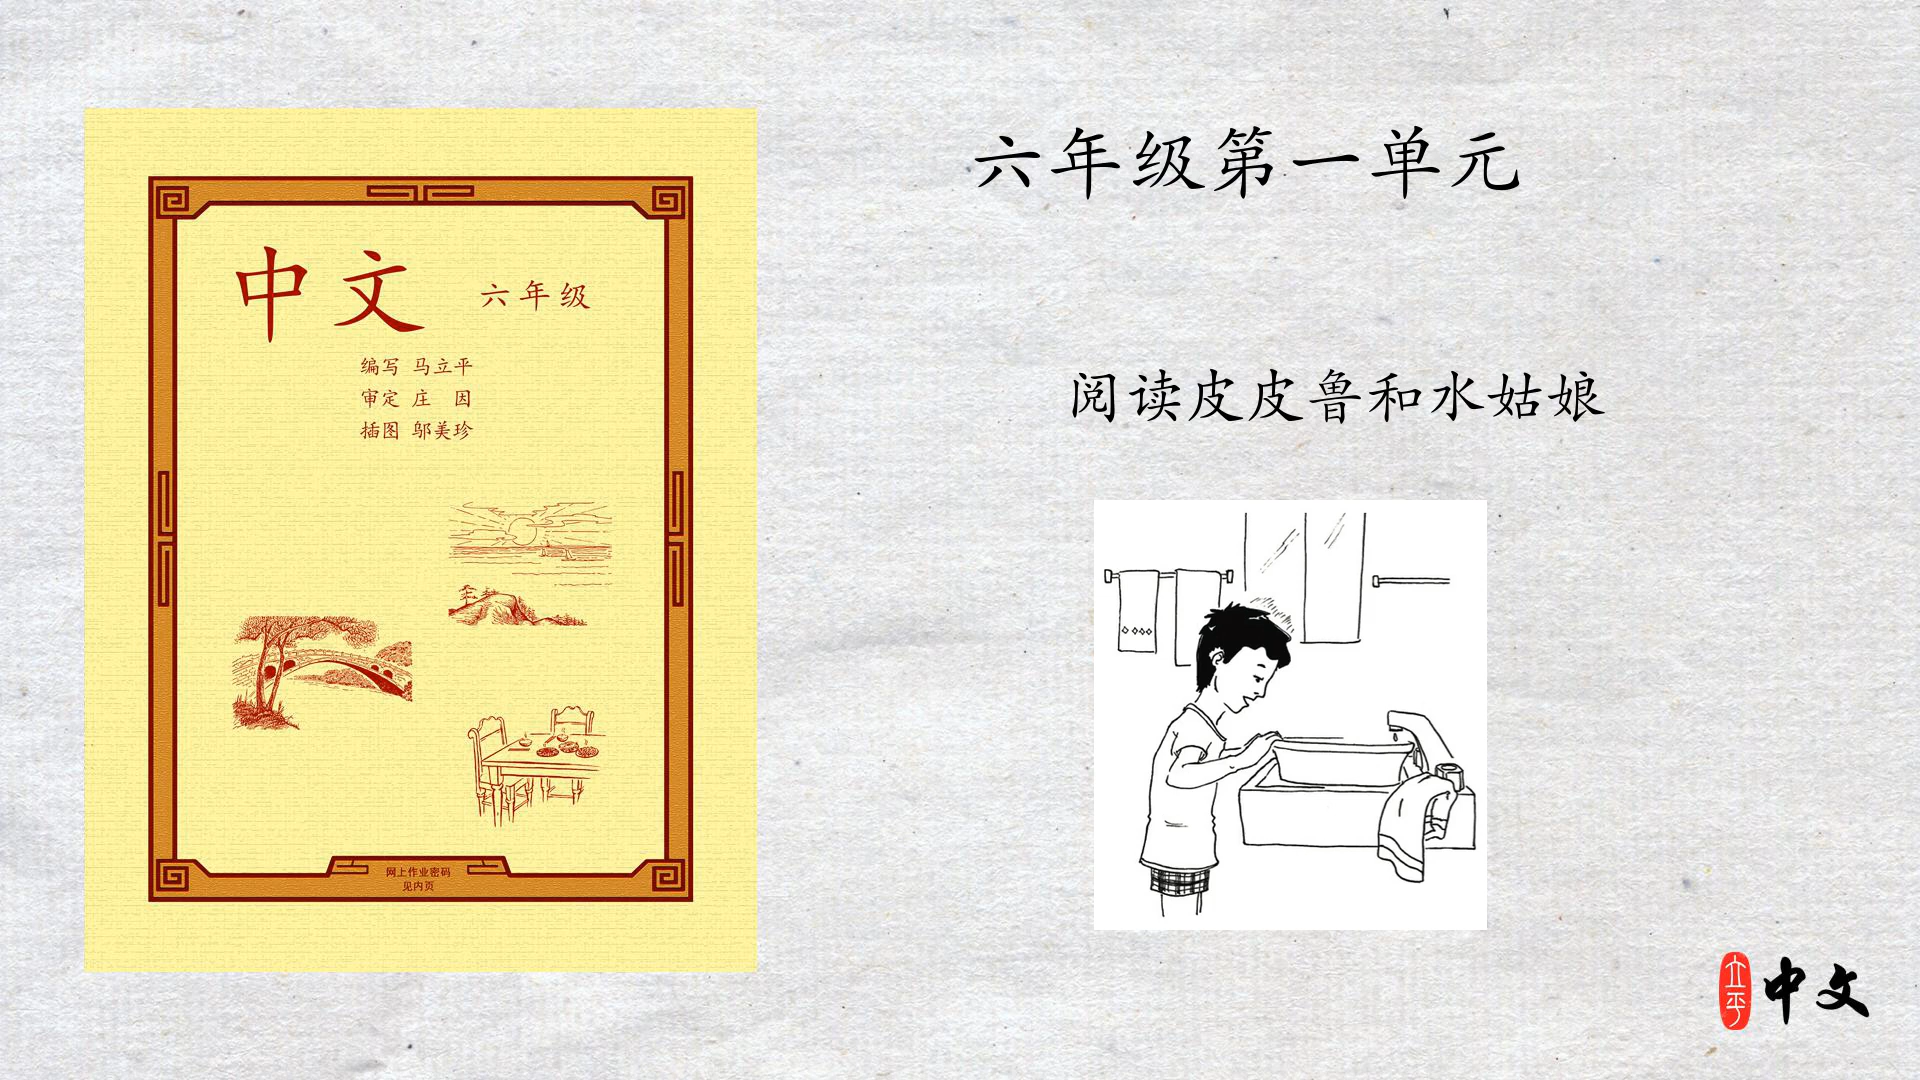 中文 六年级
编写 马立平
审定 庄 因
插图 邬美珍
网上作业密码
见内页
六年级第一单元
阅读皮皮鲁和水姑娘
立平 中文